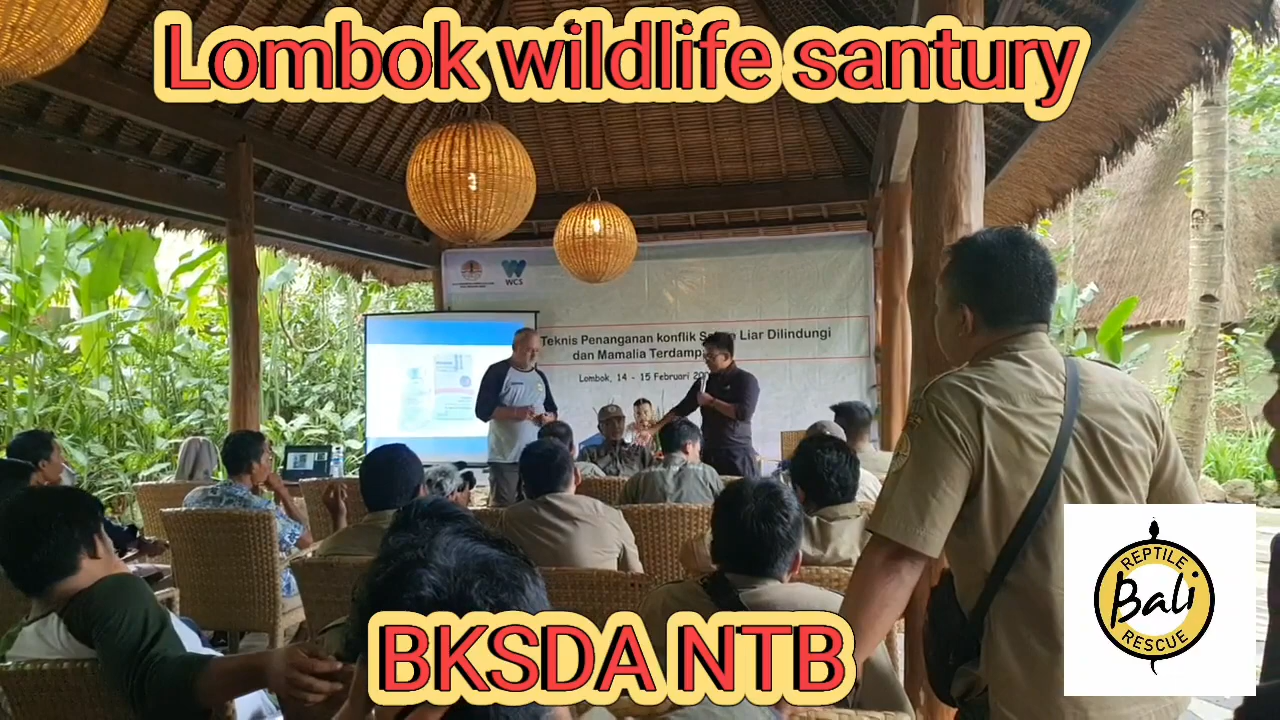 Lombok wildlife santury
WCS
Teknis Penanganan konflik Liar Dilindungi
dan Mamalia
Lombok, 14 - 15 Februari
REPTILE
Bali
RESCUE
BKSDA NTB